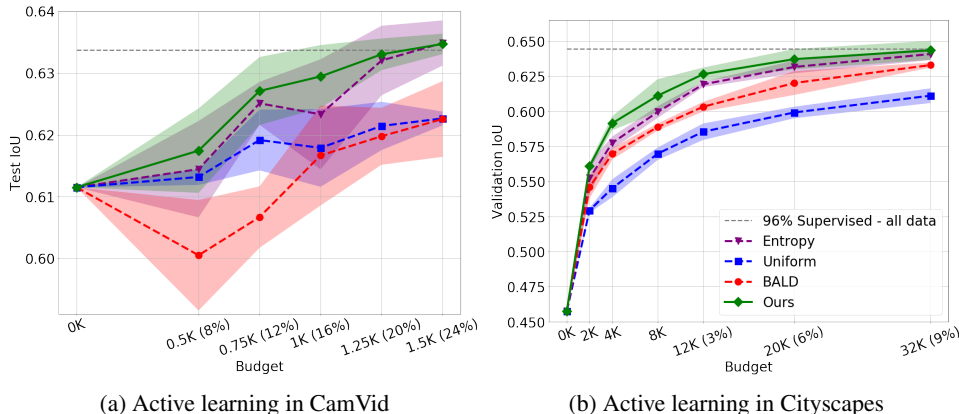 0.64
0.63
0.62
0.61
0.60
Test IoU
0K
0.5K (8%)
0.75K (12%)
1K (16%)
1.25K (20%)
1.5K (24%)
Budget
(a) Active learning in CamVid
0.650
0.625
0.600
0.575
0.550
0.525
0.500
0.475
0.450
Validation IoU
96% Supervised - all data
Entropy
Uniform
BALD
Ours
0K
2K
4K
8K
12K (3%)
20K (6%)
32K (9%)
Budget
(b) Active learning in Cityscapes